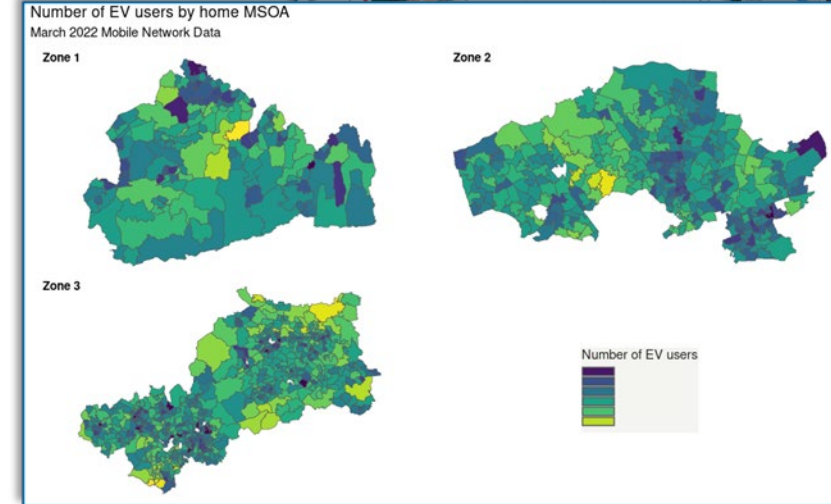 Number of EV users by home MSOA
March 2022 Mobile Network Data
Zone 1
Zone 2
Zone 3
Number of EV users